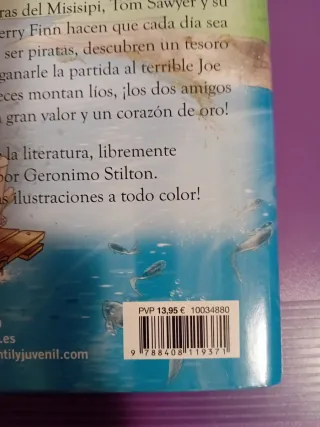 ras del Misisipi, Tom Sawyer y su
erry Finn hacen que cada día sea
ser piratas, descubren un tesoro
ganarle la partida al terrible Joe
eces montan líos, ¡los dos amigos
gran valor y un corazón de oro!
la literatura, libremente
por Geronimo Stilton.
s ilustraciones a todo color!
PVP 13,95 € 10034880
9 788408 119371
.es
ntilyjuvenil.com